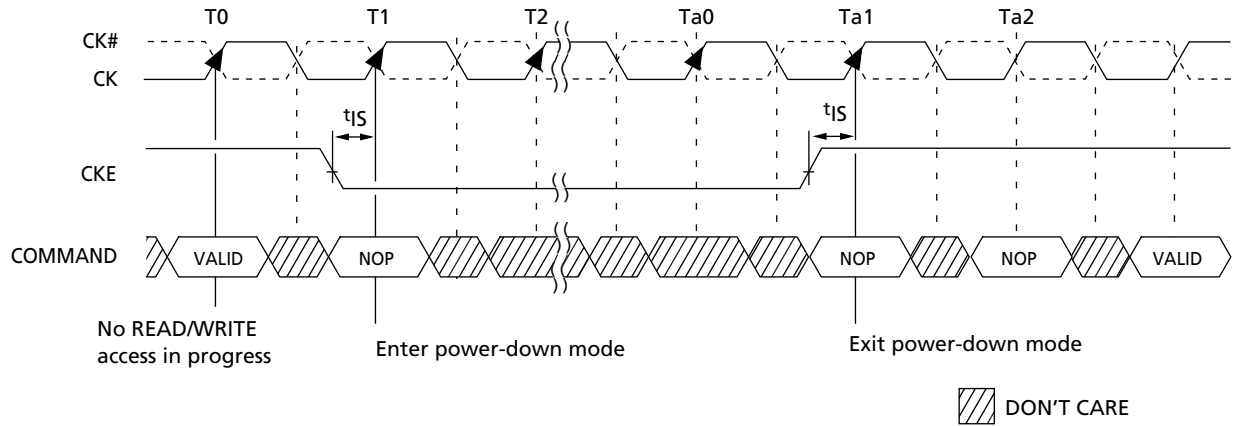 T0 T1 T2 Ta0 Ta1 Ta2
CK#
CK
tIS tIS
CKE
COMMAND VALID NOP NOP NOP VALID
No READ/WRITE
access in progress
Enter power-down mode
Exit power-down mode
DON'T CARE